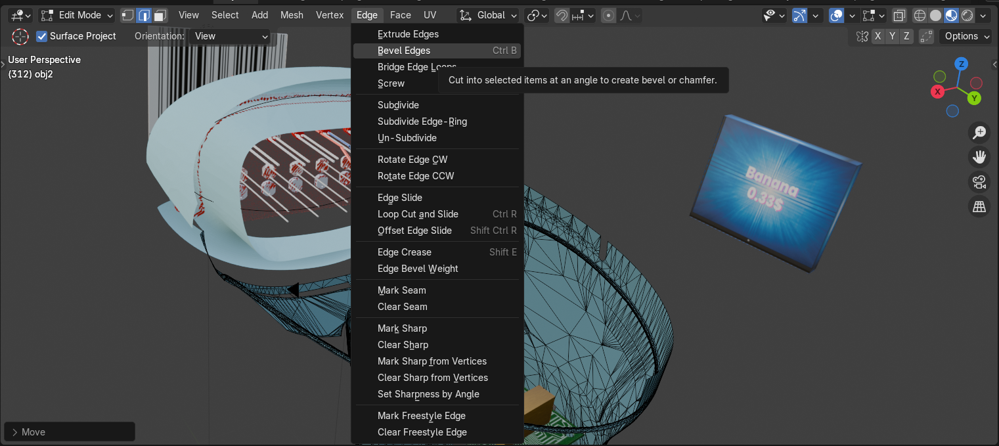 Edit Mode View Select Add Mesh Vertex Edge Face UV Global
Surface Project Orientation: View X Y Z Options
User Perspective
(312) obj2
Extrude Edges
Bevel Edges Ctrl B
Bridge Edge Loops
Cut into selected items at an angle to create bevel or chamfer.
Screw
Subdivide
Subdivide Edge-Ring
Un-Subdivide
Rotate Edge CW
Rotate Edge CCW
Edge Slide
Loop Cut and Slide Ctrl R
Offset Edge Slide Shift Ctrl R
Edge Crease Shift E
Edge Bevel Weight
Mark Seam
Clear Seam
Mark Sharp
Clear Sharp
Mark Sharp from Vertices
Clear Sharp from Vertices
Set Sharpness by Angle
Mark Freestyle Edge
Clear Freestyle Edge
Z
X
Y
Banana
0.33$
Move